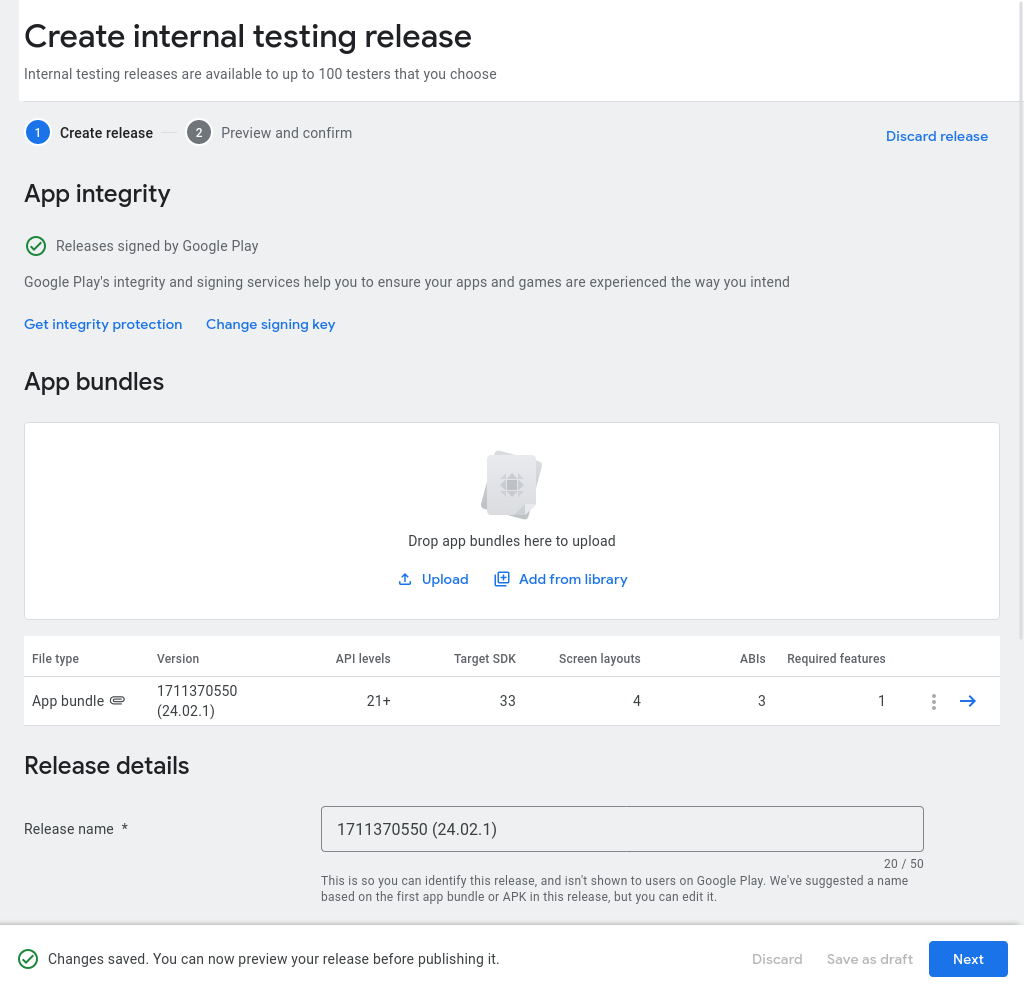 Create internal testing release
Internal testing releases are available to up to 100 testers that you choose
1 Create release 2 Preview and confirm
Discard release
App integrity
Releases signed by Google Play
Google Play's integrity and signing services help you to ensure your apps and games are experienced the way you intend
Get integrity protection Change signing key
App bundles
Drop app bundles here to upload
Upload Add from library
File type Version API levels Target SDK Screen layouts ABIs Required features
App bundle 1711370550 (24.02.1) 21+ 33 4 3 1
Release details
Release name *
1711370550 (24.02.1)
20 / 50
This is so you can identify this release, and isn't shown to users on Google Play. We've suggested a name
based on the first app bundle or APK in this release, but you can edit it.
Changes saved. You can now preview your release before publishing it.
Discard Save as draft Next